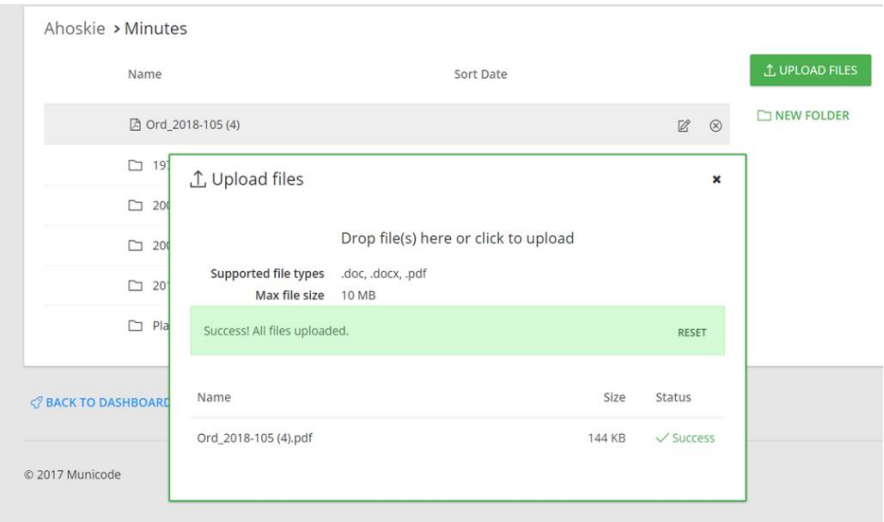 Ahoskie > Minutes
Name Sort Date
UPLOAD FILES
Ord_2018-105 (4)
NEW FOLDER
Upload files
Drop file(s) here or click to upload
Supported file types .doc, .docx, .pdf
Max file size 10 MB
Success! All files uploaded. RESET
BACK TO DASHBOARD
Name Size Status
Ord_2018-105 (4).pdf 144 KB Success
© 2017 Municode